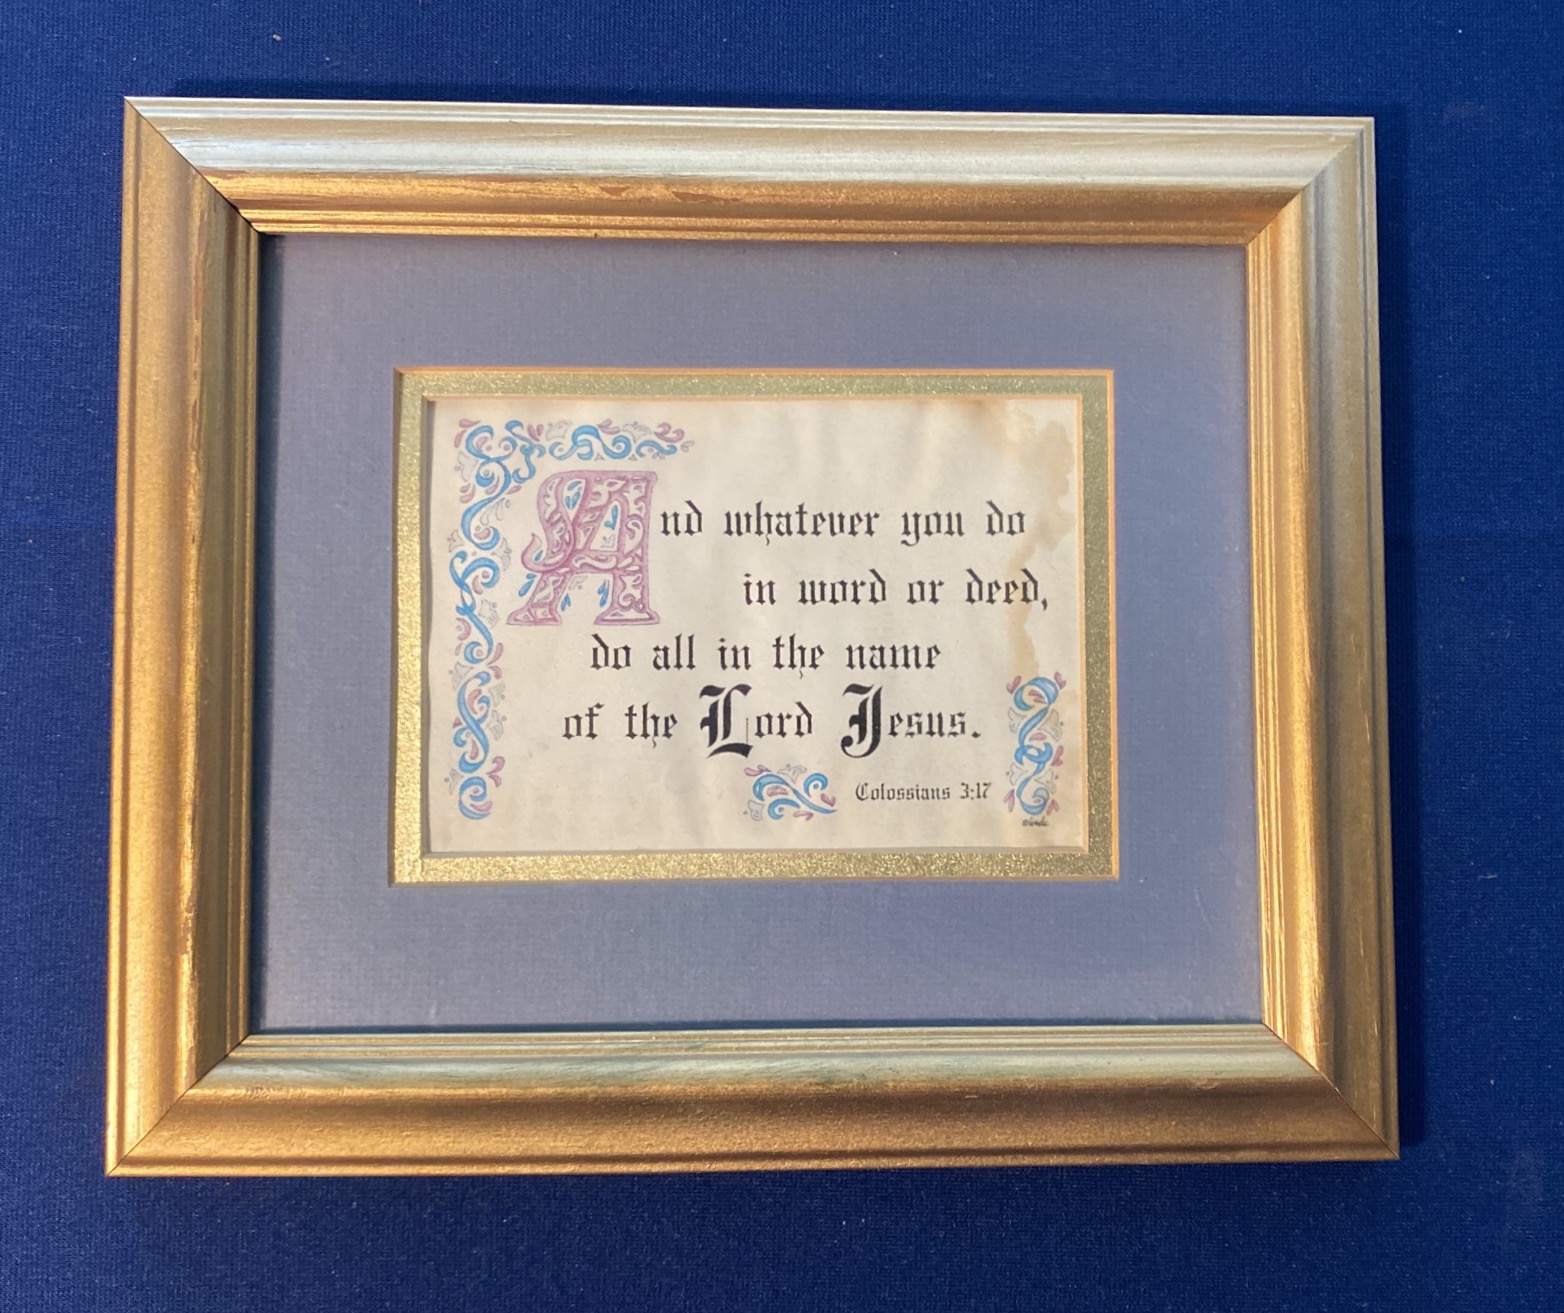 And whatever you do
in word or deed,
do all in the name
of the Lord Jesus.
Colossians 3:17